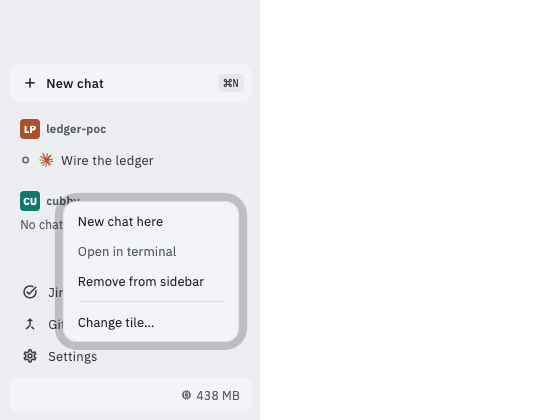 New chat
⌘N
LP ledger-poc
Wire the ledger
CU cubby
No chat
New chat here
Open in terminal
Remove from sidebar
Change tile...
Settings
438 MB